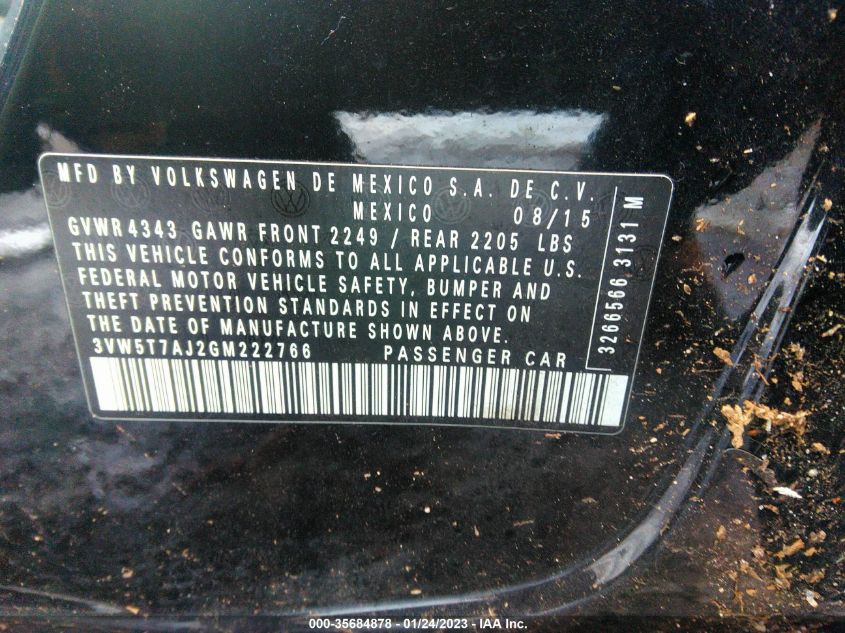 MFD BY VOLKSWAGEN DE MEXICO S.A. DE C.V.
MEXICO 08/15
GVWR 4343 GAWR FRONT 2249 / REAR 2205 LBS
THIS VEHICLE CONFORMS TO ALL APPLICABLE U.S.
FEDERAL MOTOR VEHICLE SAFETY, BUMPER AND
THEFT PREVENTION STANDARDS IN EFFECT ON
THE DATE OF MANUFACTURE SHOWN ABOVE.
3VW5T7AJ2GM222766 PASSENGER CAR
3266566 3131 M
000-35684878 - 01/24/2023 - IAA Inc.